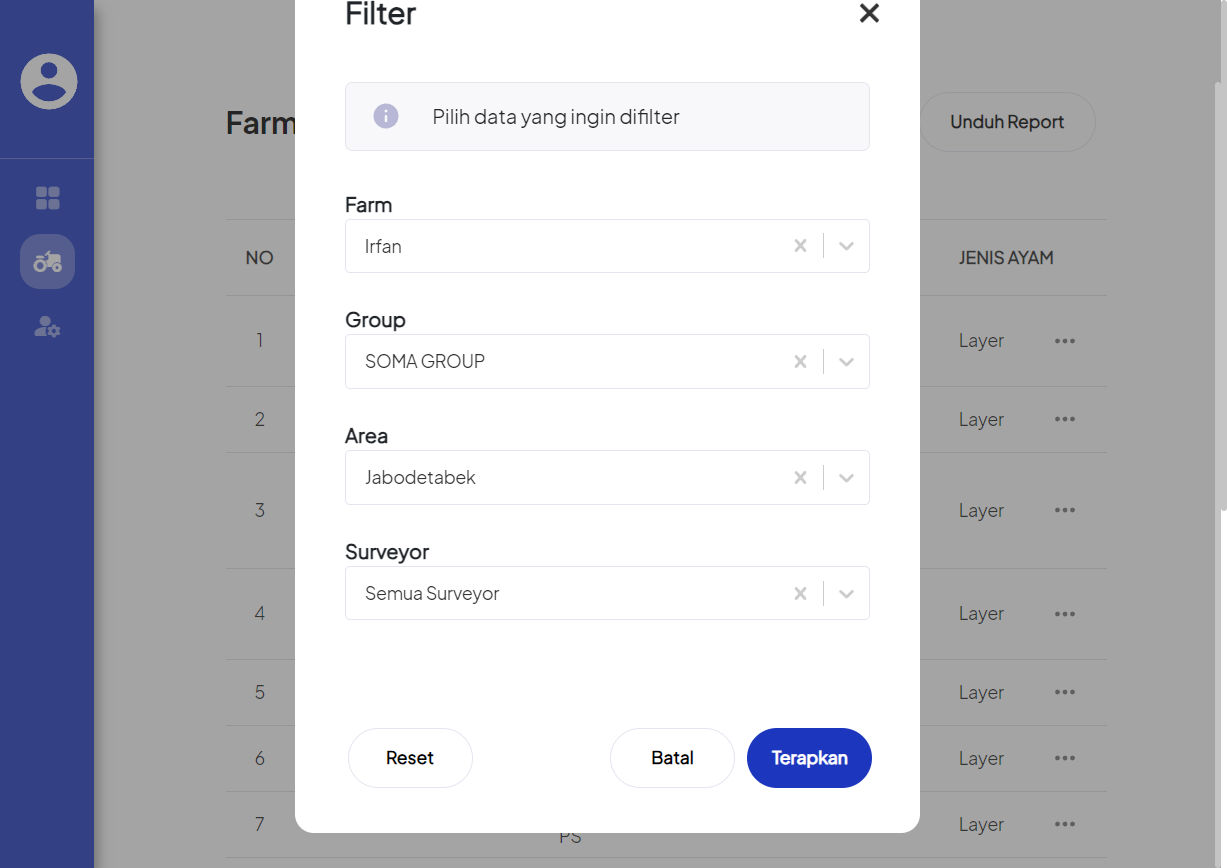 Filter
Pilih data yang ingin difilter
Farm
Unduh Report
Farm
Irfan
NO
JENIS AYAM
Group
SOMA GROUP
1
Layer
2
Layer
Area
Jabodetabek
3
Layer
Surveyor
Semua Surveyor
4
Layer
5
Layer
Reset
Batal
Terapkan
6
Layer
7
PS
Layer